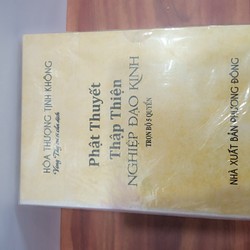 HÒA THƯỢNG TỊNH KHÔNG
Phật Thuyết
Thập Thiện
NGHIỆP ĐẠO KINH
TRỌN BỘ 5 QUYỂN
NHÀ XUẤT BẢN PHƯƠNG ĐÔNG